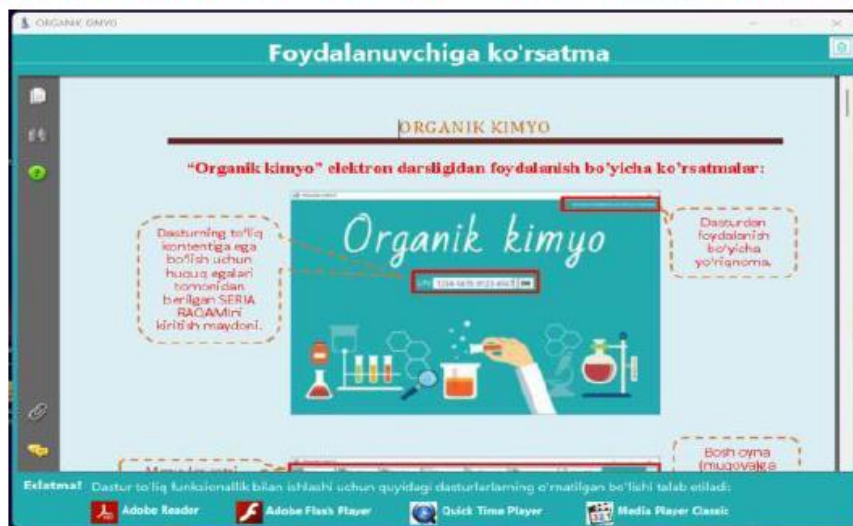 ORGANIK KIMYO
Foydalanuvchiga ko'rsatma
ORGANIK KIMYO
“Organik kimyo” elektron darsligidan foydalanish bo’yicha ko’rsatmalar:
Dasturning to'liq
kontentiga ega
bo'lish uchun
huquq egalari
tomonidan
berilgan SERIA
RAQAMini
kiritish maydoni.
Organik kimyo
Dasturdan
foydalanish
bo'yicha
yo'riqnoma.
Bosh oyna
(muqovaga
Eslatma! Dastur to'liq funksionallik bilan ishlashi uchun quyidagi dasturlarning o'rnatilgan bo'lishi talab etiladi:
Adobe Reader
Adobe Flash Player
Quick Time Player
Media Player Classic